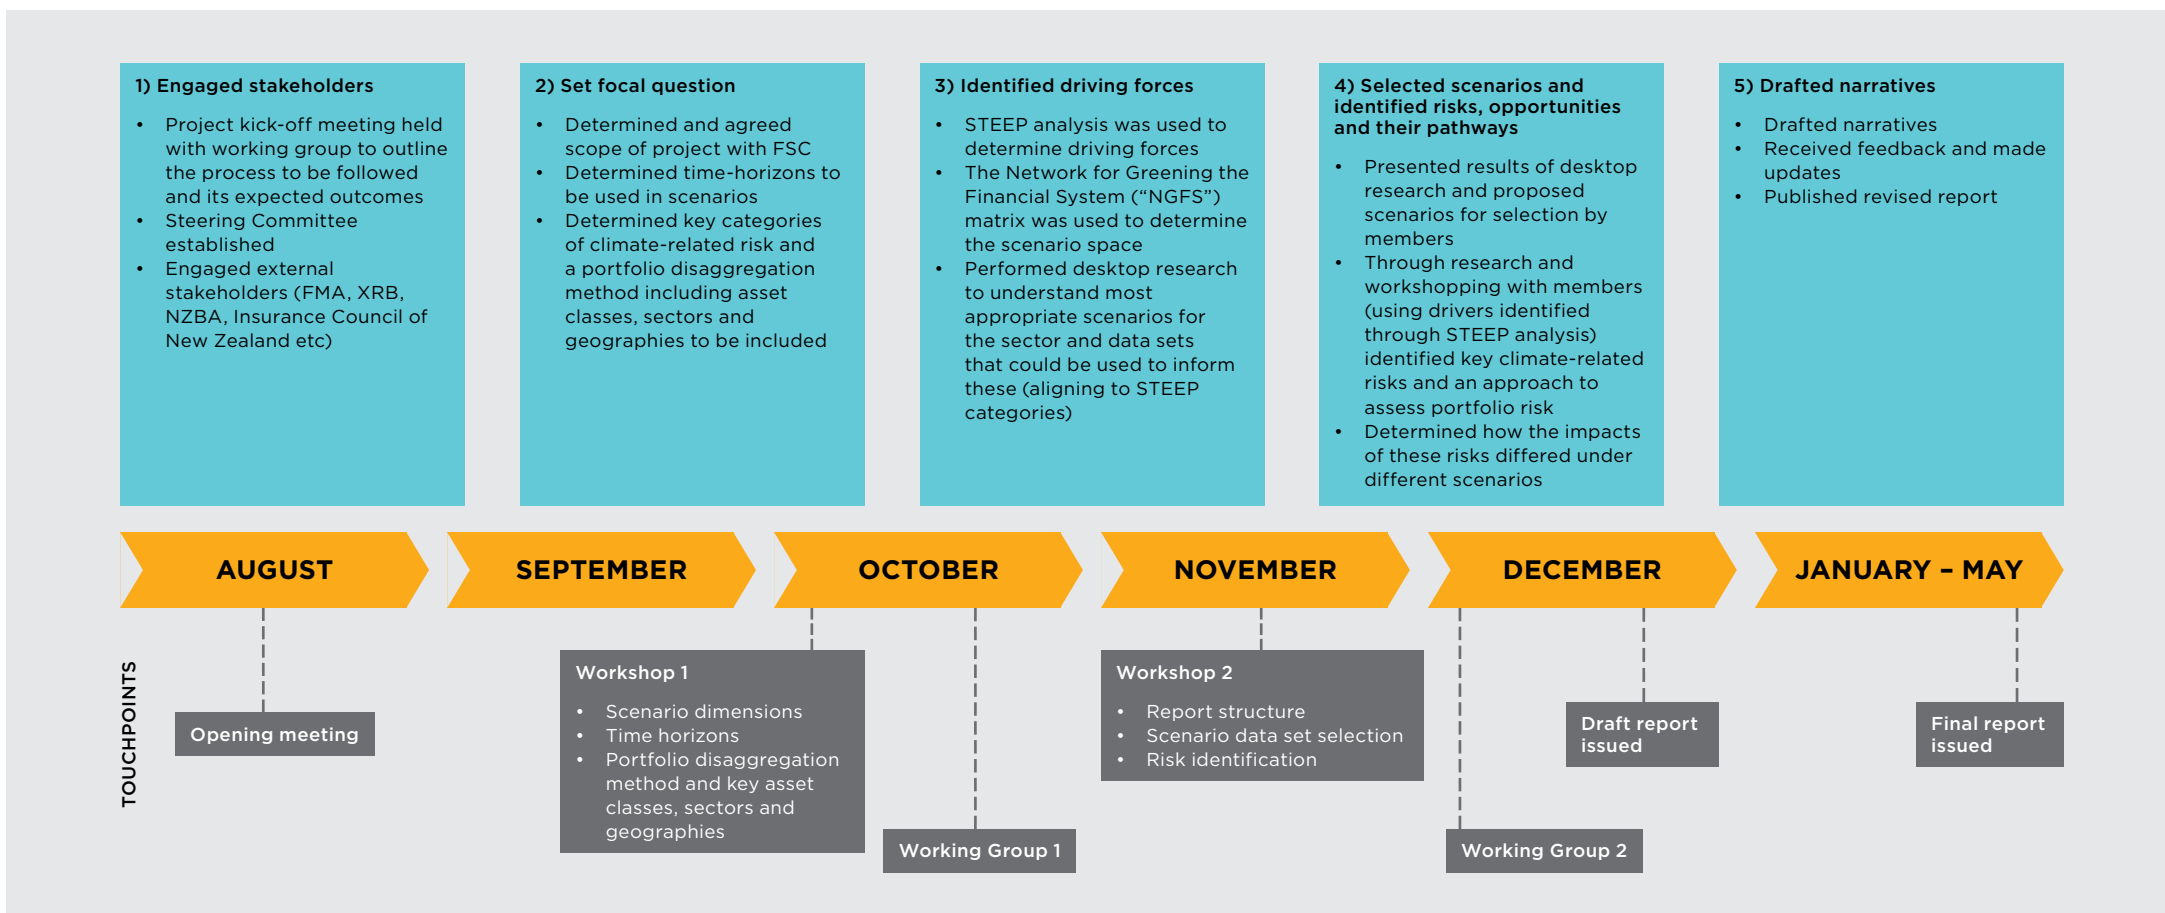 1) Engaged stakeholders
• Project kick-off meeting held
with working group to outline
the process to be followed
and its expected outcomes
• Steering Committee
established
• Engaged external
stakeholders (FMA, XRB,
NZBA, Insurance Council of
New Zealand etc)
2) Set focal question
• Determined and agreed
scope of project with FSC
• Determined time-horizons to
be used in scenarios
• Determined key categories
of climate-related risk and
a portfolio disaggregation
method including asset
classes, sectors and
geographies to be included
3) Identified driving forces
• STEEP analysis was used to
determine driving forces
• The Network for Greening the
Financial System (“NGFS”)
matrix was used to determine
the scenario space
• Performed desktop research
to understand most
appropriate scenarios for
the sector and data sets
that could be used to inform
these (aligning to STEEP
categories)
4) Selected scenarios and
identified risks, opportunities
and their pathways
• Presented results of desktop
research and proposed
scenarios for selection by
members
• Through research and
workshopping with members
(using drivers identified
through STEEP analysis)
identified key climate-related
risks and an approach to
assess portfolio risk
• Determined how the impacts
of these risks differed under
different scenarios
5) Drafted narratives
• Drafted narratives
• Received feedback and made
updates
• Published revised report
AUGUST
SEPTEMBER
OCTOBER
NOVEMBER
DECEMBER
JANUARY – MAY
TOUCHPOINTS
Opening meeting
Workshop 1
• Scenario dimensions
• Time horizons
• Portfolio disaggregation
method and key asset
classes, sectors and
geographies
Working Group 1
Workshop 2
• Report structure
• Scenario data set selection
• Risk identification
Working Group 2
Draft report
issued
Final report
issued